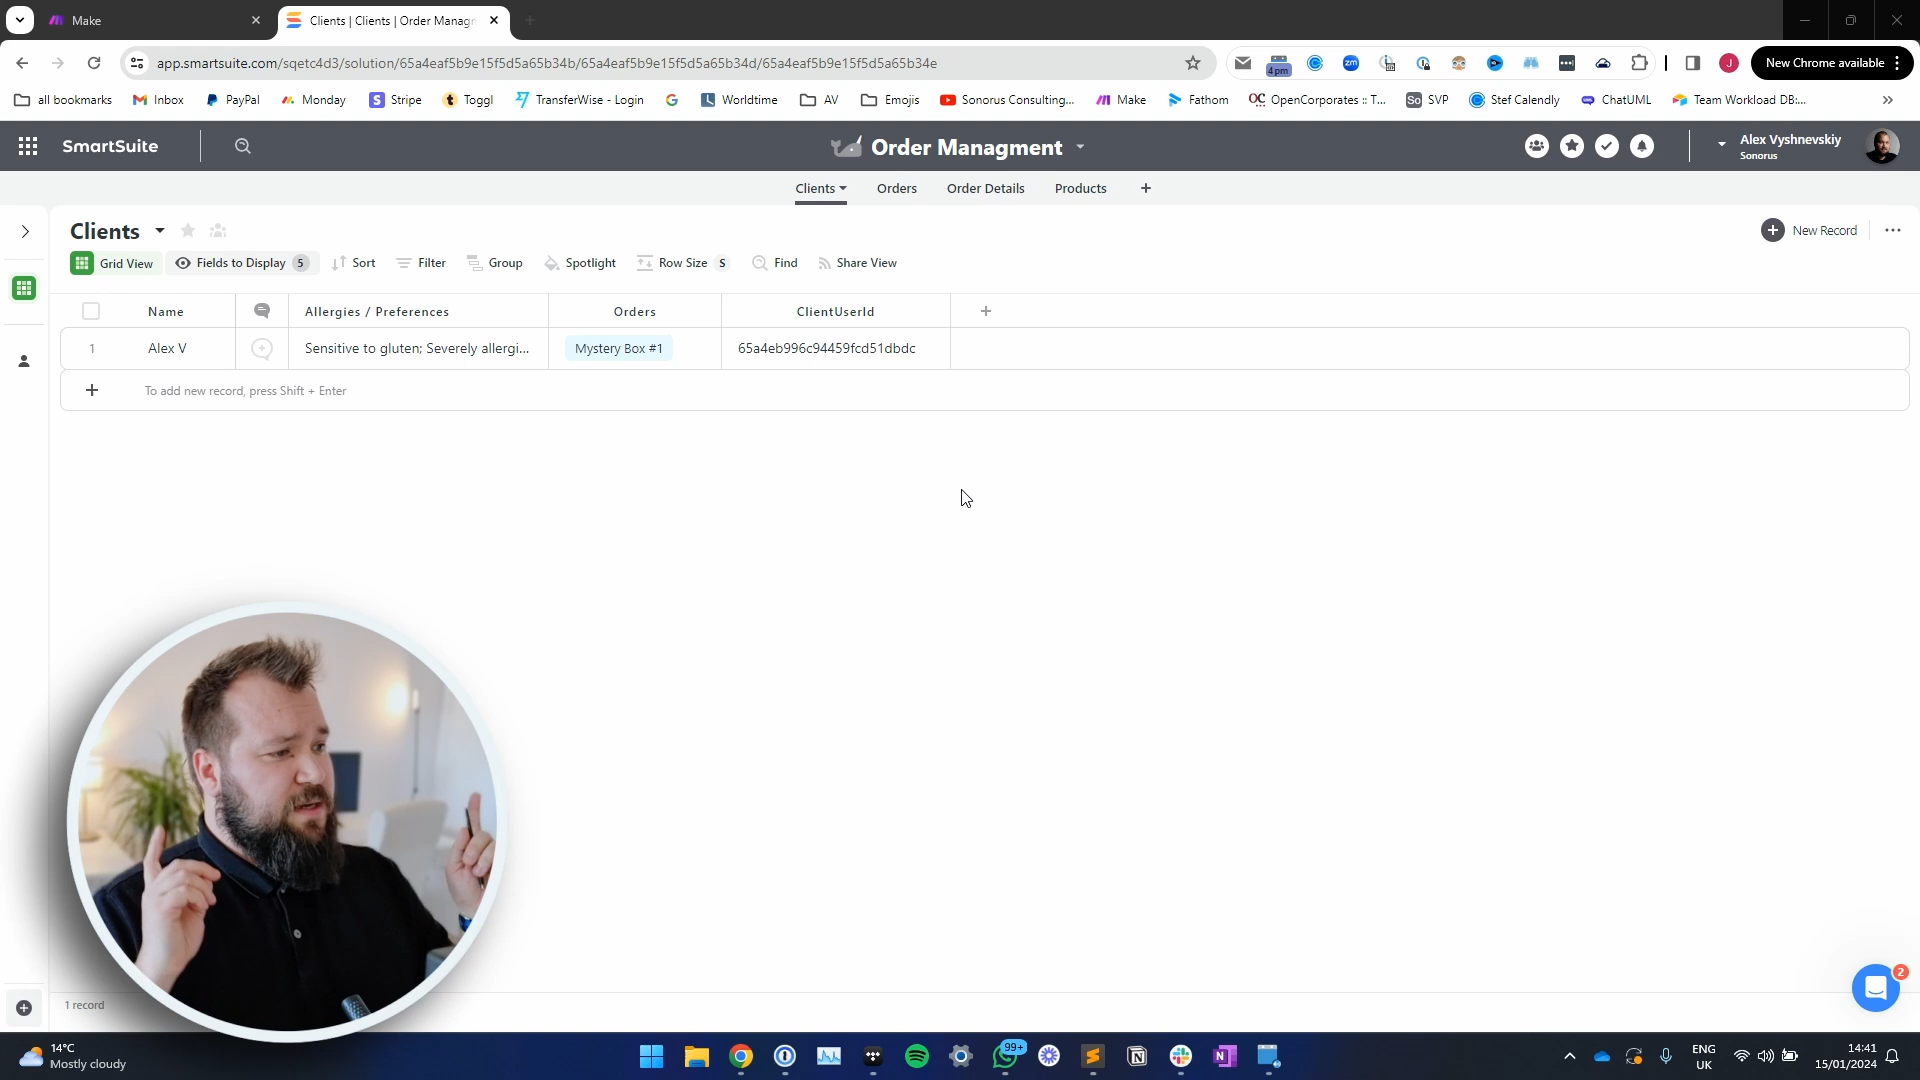 Make
Clients | Clients | Order Managn
app.smartsuite.com/sqetc4d3/solution/65a4eaf5b9e15f5d5a65b34b/65a4eaf5b9e15f5d5a65b34d/65a4eaf5b9e15f5d5a65b34e
4pm
zm
J
New Chrome available
all bookmarks
Inbox
PayPal
Monday
Stripe
Toggl
TransferWise - Login
Worldtime
AV
Emojis
Sonorus Consulting...
Make
Fathom
OpenCorporates :: T...
SVP
Stef Calendly
ChatUML
Team Workload DB:...
SmartSuite
Order Managment
Alex Vyshnevskiy
Sonorus
Clients
Orders
Order Details
Products
Clients
New Record
Grid View
Fields to Display 5
Sort
Filter
Group
Spotlight
Row Size S
Find
Share View
Name
Allergies / Preferences
Orders
ClientUserId
1
Alex V
Sensitive to gluten; Severely allergi...
Mystery Box #1
65a4eb996c94459fcd51dbdc
To add new record, press Shift + Enter
1 record
2
14°C
Mostly cloudy
99+
ENG
UK
14:41
15/01/2024